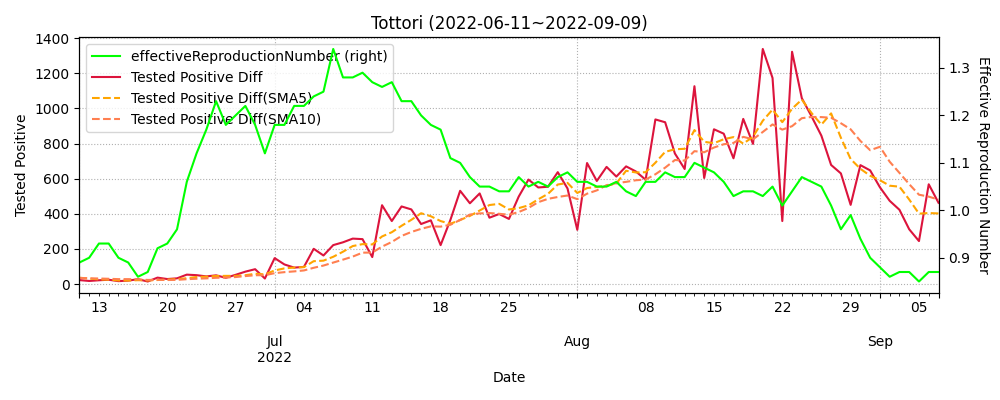 Tottori (2022-06-11~2022-09-09)
effectiveReproductionNumber (right)
Tested Positive Diff
Tested Positive Diff(SMA5)
Tested Positive Diff(SMA10)
Tested Positive
1400
1200
1000
800
600
400
200
0
1.3
1.2
1.1
1.0
0.9
Effective Reproduction Number
13 20 27 04 11 18 25 08 15 22 29 05
Jul Aug Sep
2022
Date